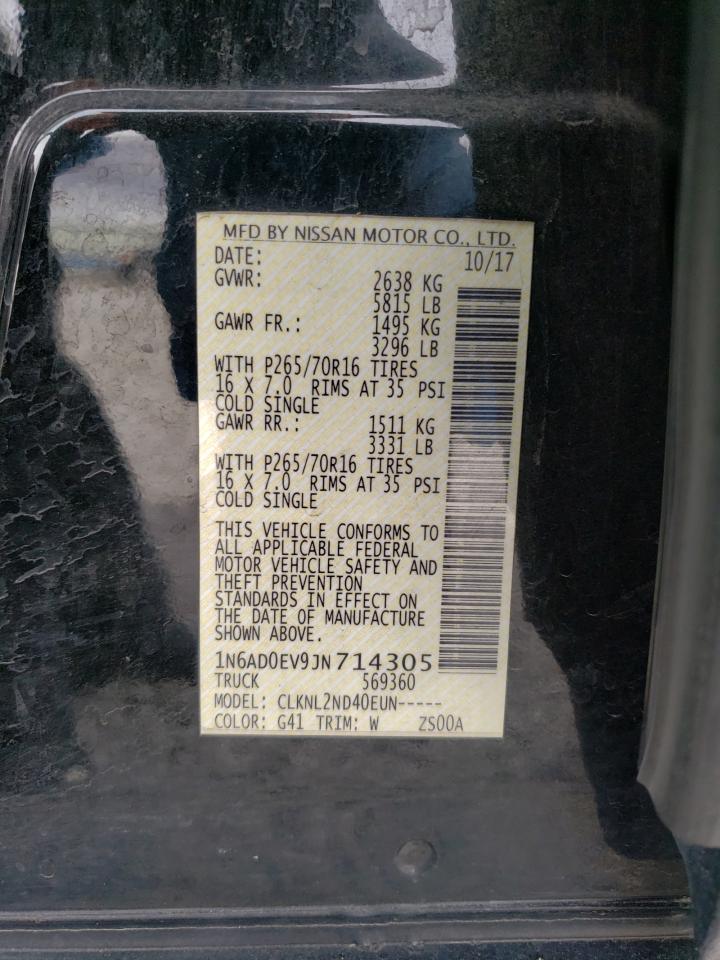 MFD BY NISSAN MOTOR CO., LTD.
DATE: 10/17
GVWR: 2638 KG
5815 LB
GAWR FR.: 1495 KG
3296 LB
WITH P265/70R16 TIRES
16 X 7.0 RIMS AT 35 PSI
COLD SINGLE
GAWR RR.: 1511 KG
3331 LB
WITH P265/70R16 TIRES
16 X 7.0 RIMS AT 35 PSI
COLD SINGLE
THIS VEHICLE CONFORMS TO
ALL APPLICABLE FEDERAL
MOTOR VEHICLE SAFETY AND
THEFT PREVENTION
STANDARDS IN EFFECT ON
THE DATE OF MANUFACTURE
SHOWN ABOVE.
1N6AD0EV9JN714305
TRUCK 569360
MODEL: CLKNL2ND40EUN-----
COLOR: G41 TRIM: W ZS00A